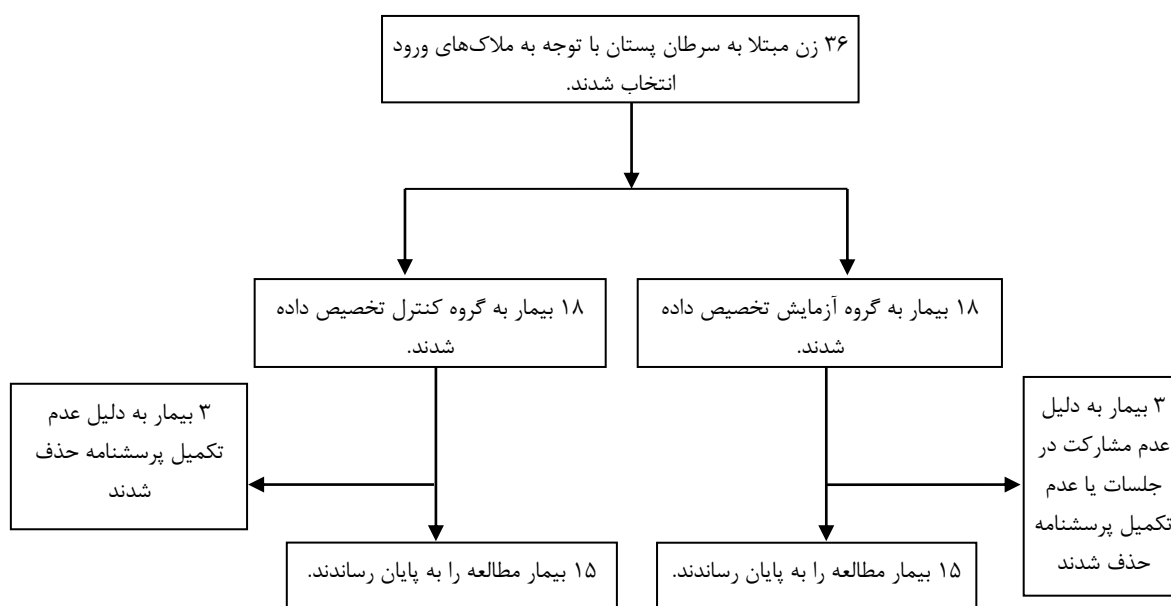 ۳۶ زن مبتلا به سرطان پستان با توجه به ملاک‌های ورود
انتخاب شدند.
۱۸ بیمار به گروه آزمایش تخصیص داده
شدند.
۱۸ بیمار به گروه کنترل تخصیص داده
شدند.
۳ بیمار به دلیل
عدم مشارکت در
جلسات یا عدم
تکمیل پرسشنامه
حذف شدند
۳ بیمار به دلیل عدم
تکمیل پرسشنامه حذف
شدند
۱۵ بیمار مطالعه را به پایان رساندند.
۱۵ بیمار مطالعه را به پایان رساندند.